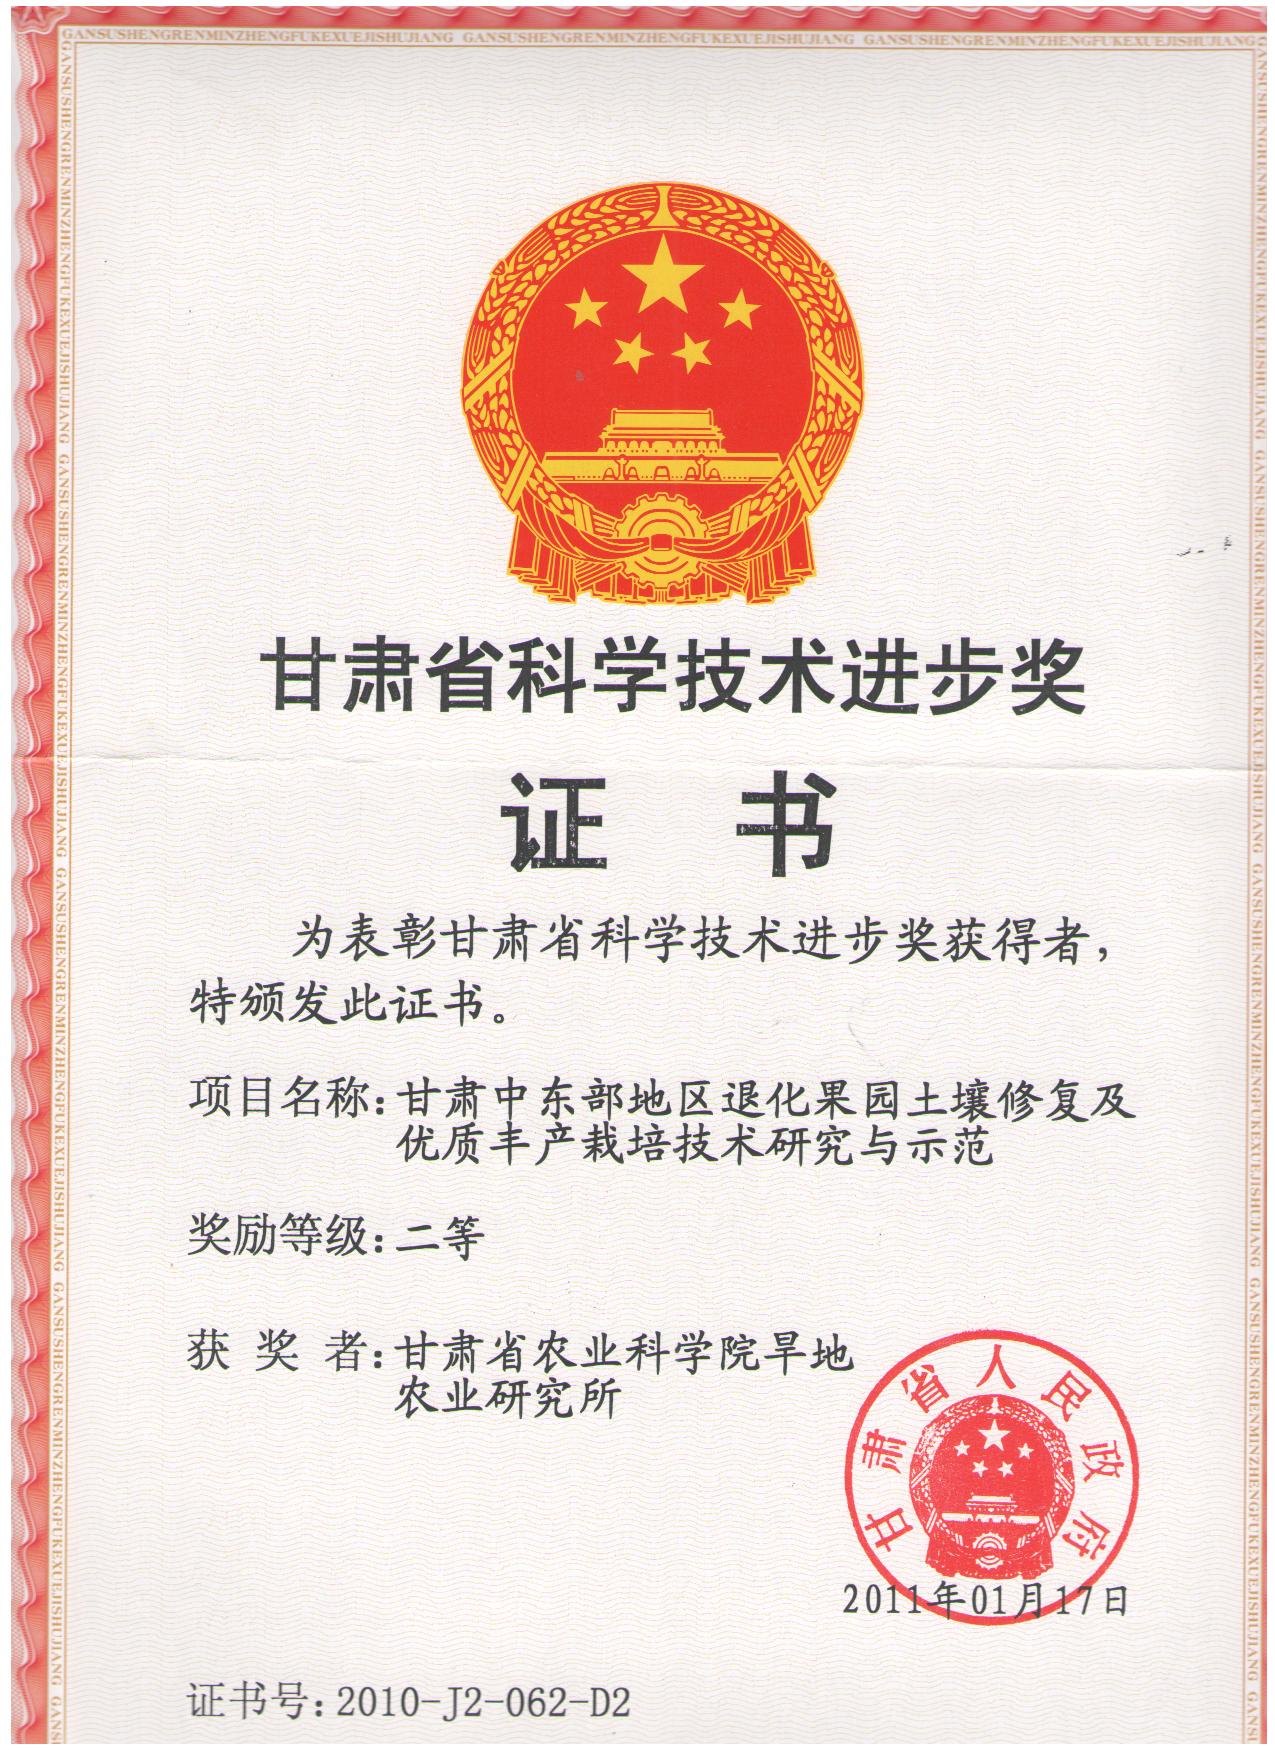 GANSUSHENGRENMINZHENGFUKEXUEJISHUJIANG GANSUSHENGRENMINZHENGFUKEXUEJISHUJIANG GANSUSHENGRENMINZHENGFUKEXUEJISHUJIANG
甘肃省科学技术进步奖
证 书
为表彰甘肃省科学技术进步奖获得者，
特颁发此证书。
项目名称：甘肃中东部地区退化果园土壤修复及
优质丰产栽培技术研究与示范
奖励等级：二等
获 奖 者：甘肃省农业科学院旱地
农业研究所
甘肃省人民政府
2011年01月17日
证书号：2010-J2-062-D2